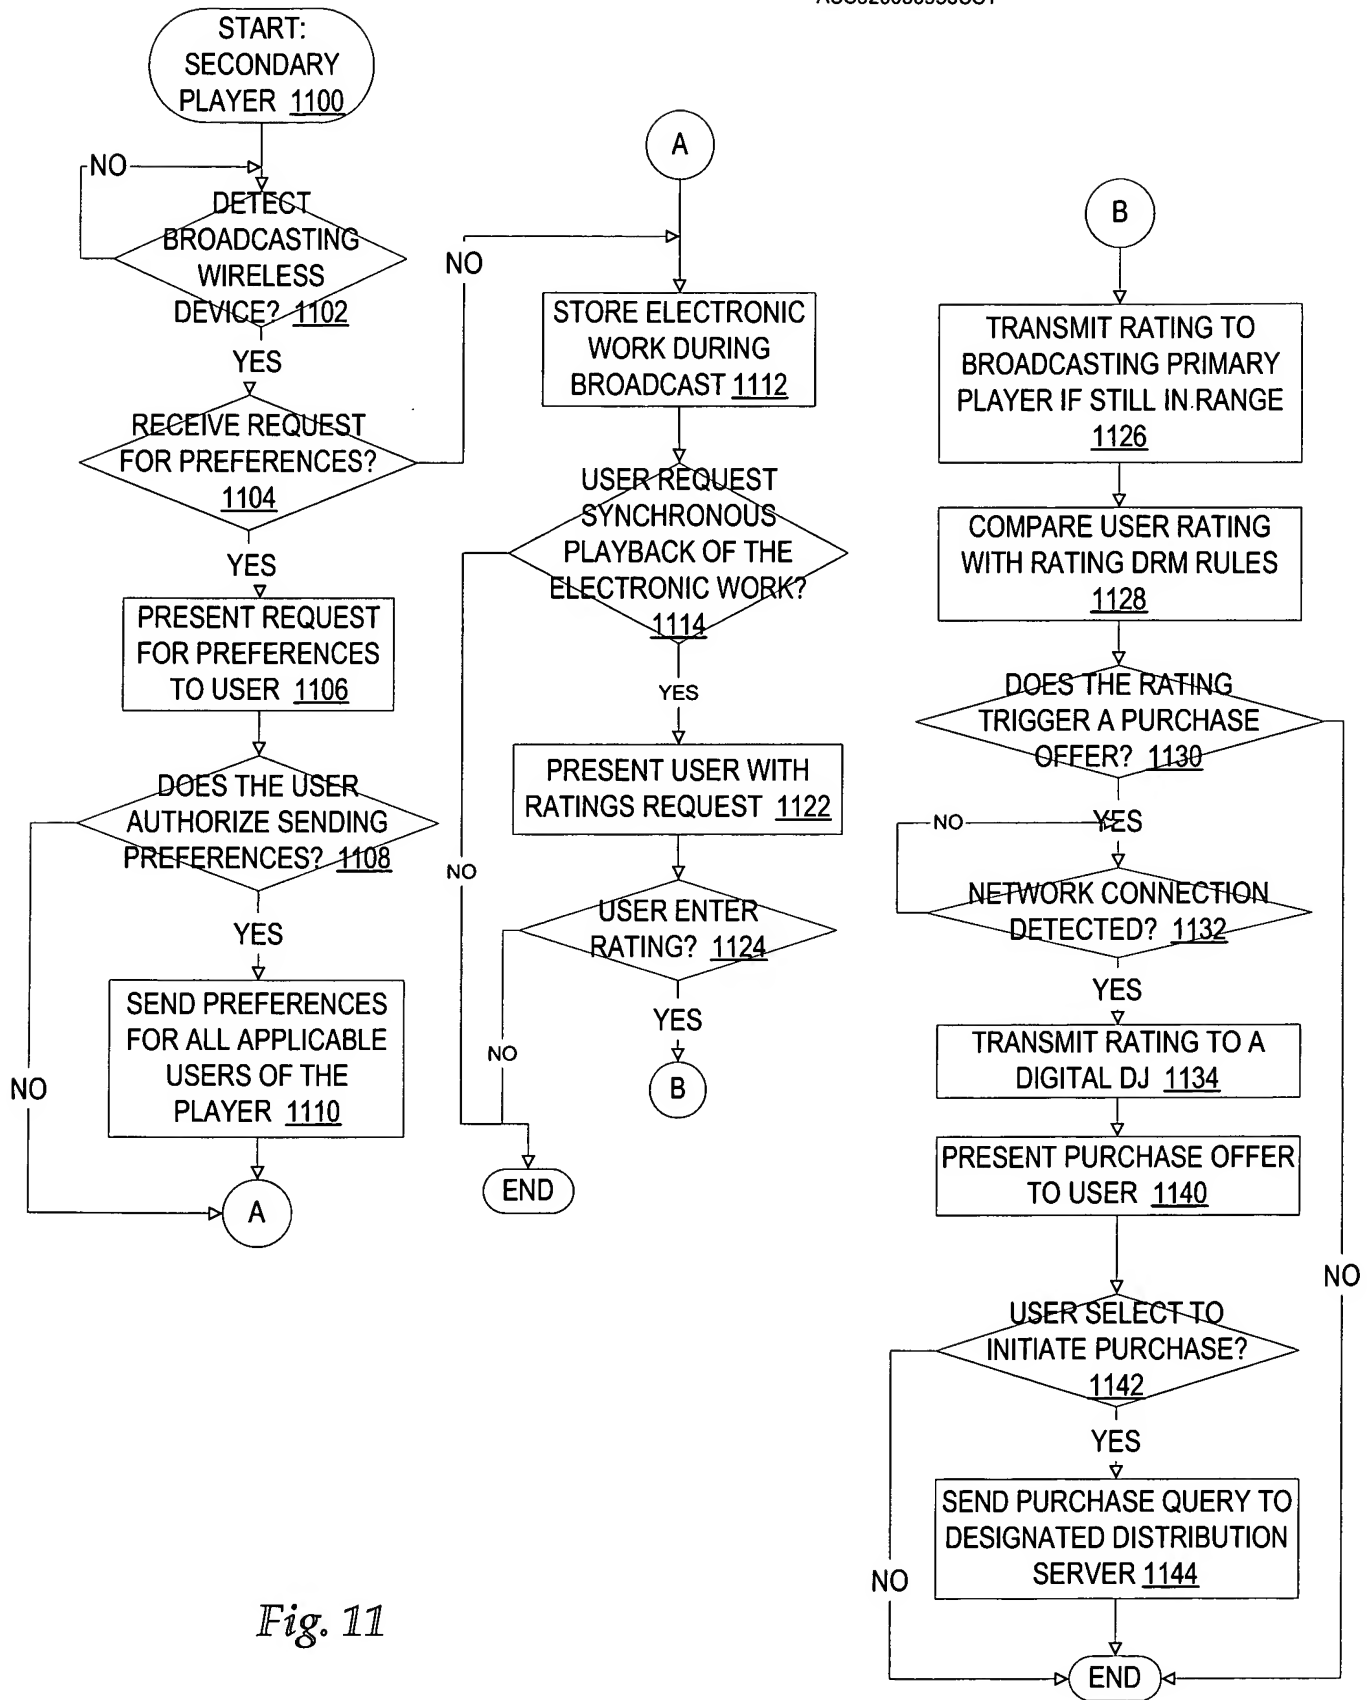 START:
SECONDARY
PLAYER 1100
NO
DETECT
BROADCASTING
WIRELESS
DEVICE? 1102
YES
RECEIVE REQUEST
FOR PREFERENCES?
1104
NO
YES
PRESENT REQUEST
FOR PREFERENCES
TO USER 1106
DOES THE USER
AUTHORIZE SENDING
PREFERENCES? 1108
YES
NO
SEND PREFERENCES
FOR ALL APPLICABLE
USERS OF THE
PLAYER 1110
A
A
STORE ELECTRONIC
WORK DURING
BROADCAST 1112
USER REQUEST
SYNCHRONOUS
PLAYBACK OF THE
ELECTRONIC WORK?
1114
YES
NO
PRESENT USER WITH
RATINGS REQUEST 1122
USER ENTER
RATING? 1124
YES
NO
B
END
B
TRANSMIT RATING TO
BROADCASTING PRIMARY
PLAYER IF STILL IN RANGE
1126
COMPARE USER RATING
WITH RATING DRM RULES
1128
DOES THE RATING
TRIGGER A PURCHASE
OFFER? 1130
NO
YES
NETWORK CONNECTION
DETECTED? 1132
YES
TRANSMIT RATING TO A
DIGITAL DJ 1134
PRESENT PURCHASE OFFER
TO USER 1140
NO
USER SELECT TO
INITIATE PURCHASE?
1142
YES
SEND PURCHASE QUERY TO
DESIGNATED DISTRIBUTION
SERVER 1144
NO
END
Fig. 11